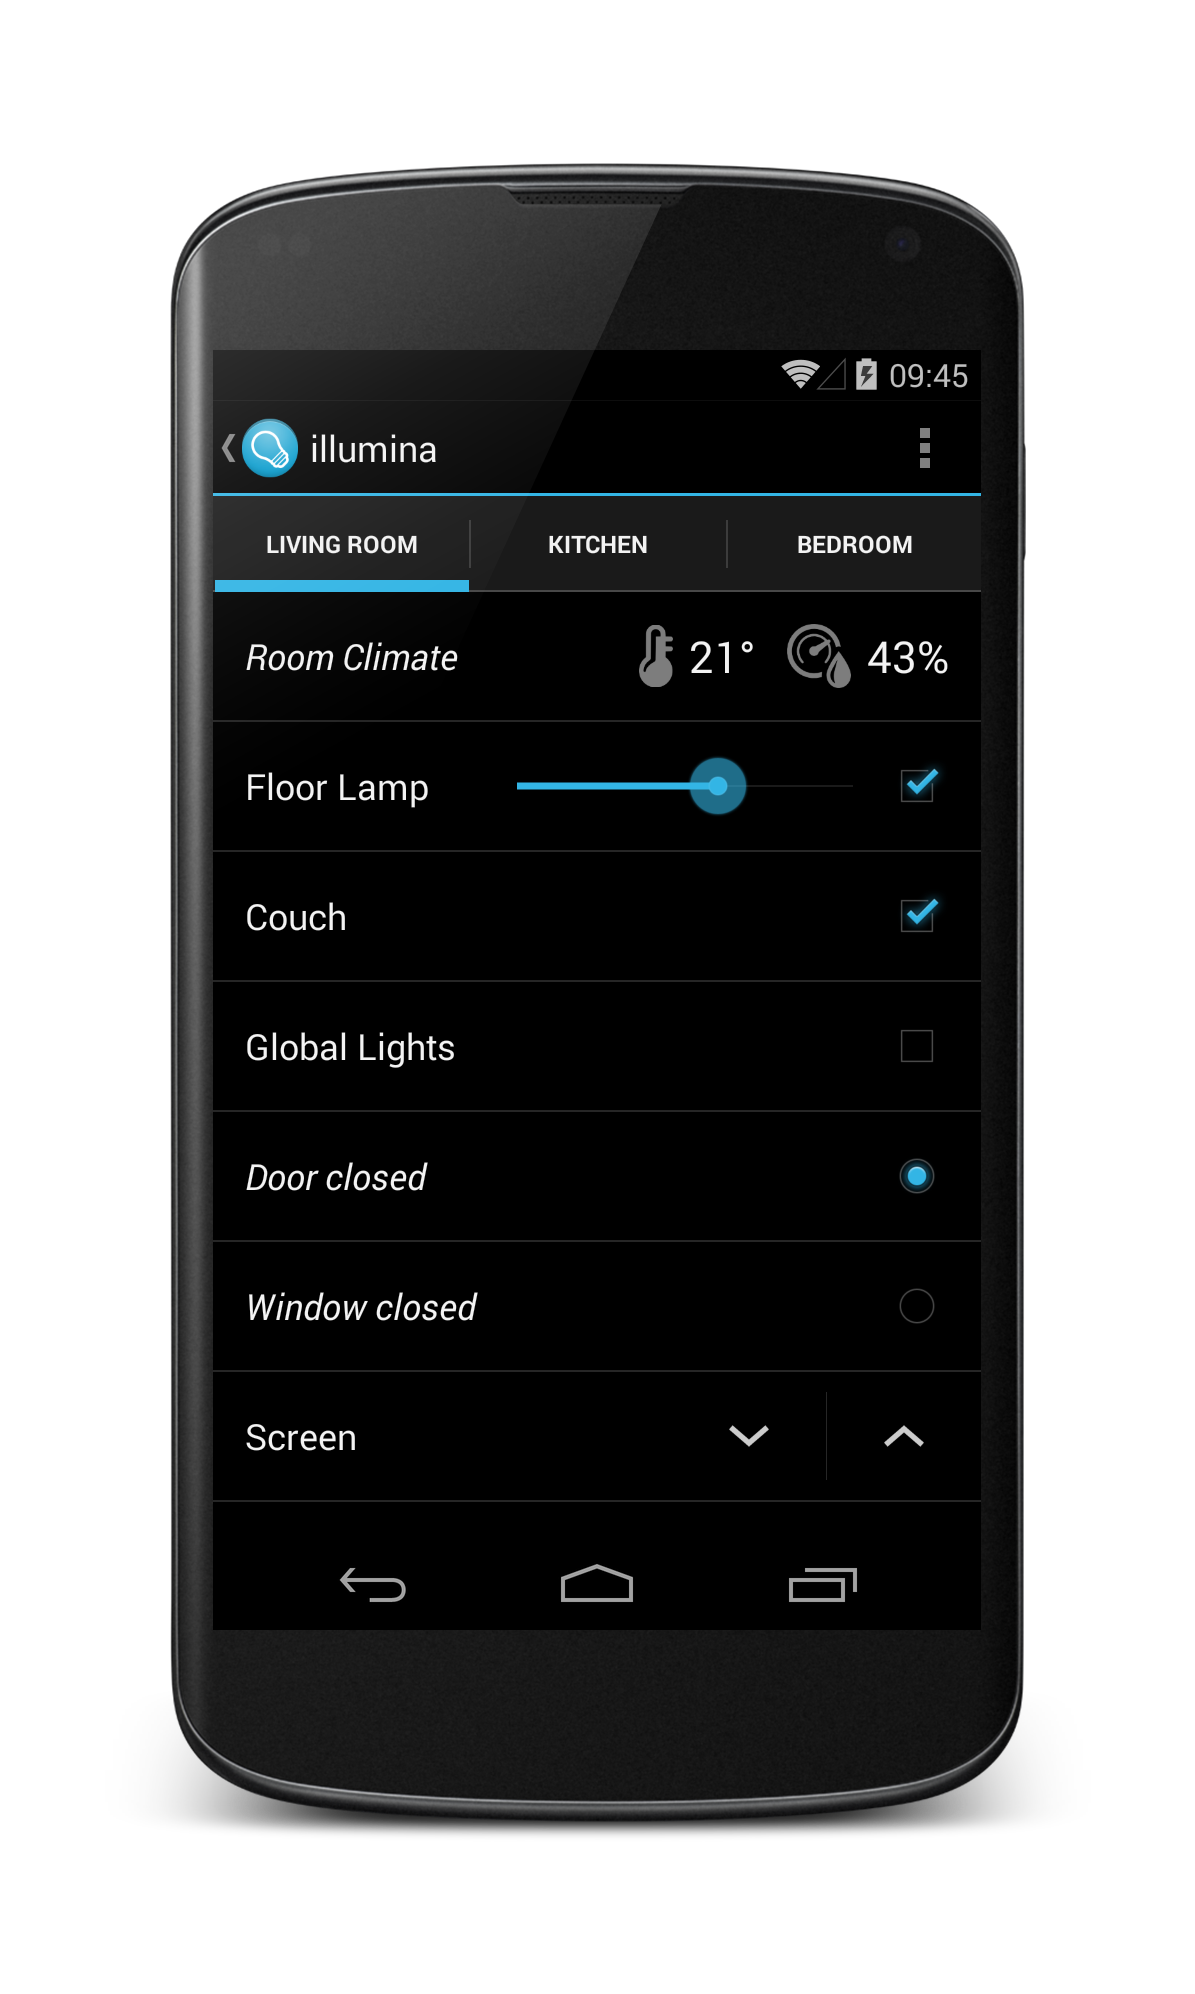 09:45
illumina
LIVING ROOM KITCHEN BEDROOM
Room Climate 21° 43%
Floor Lamp
Couch
Global Lights
Door closed
Window closed
Screen